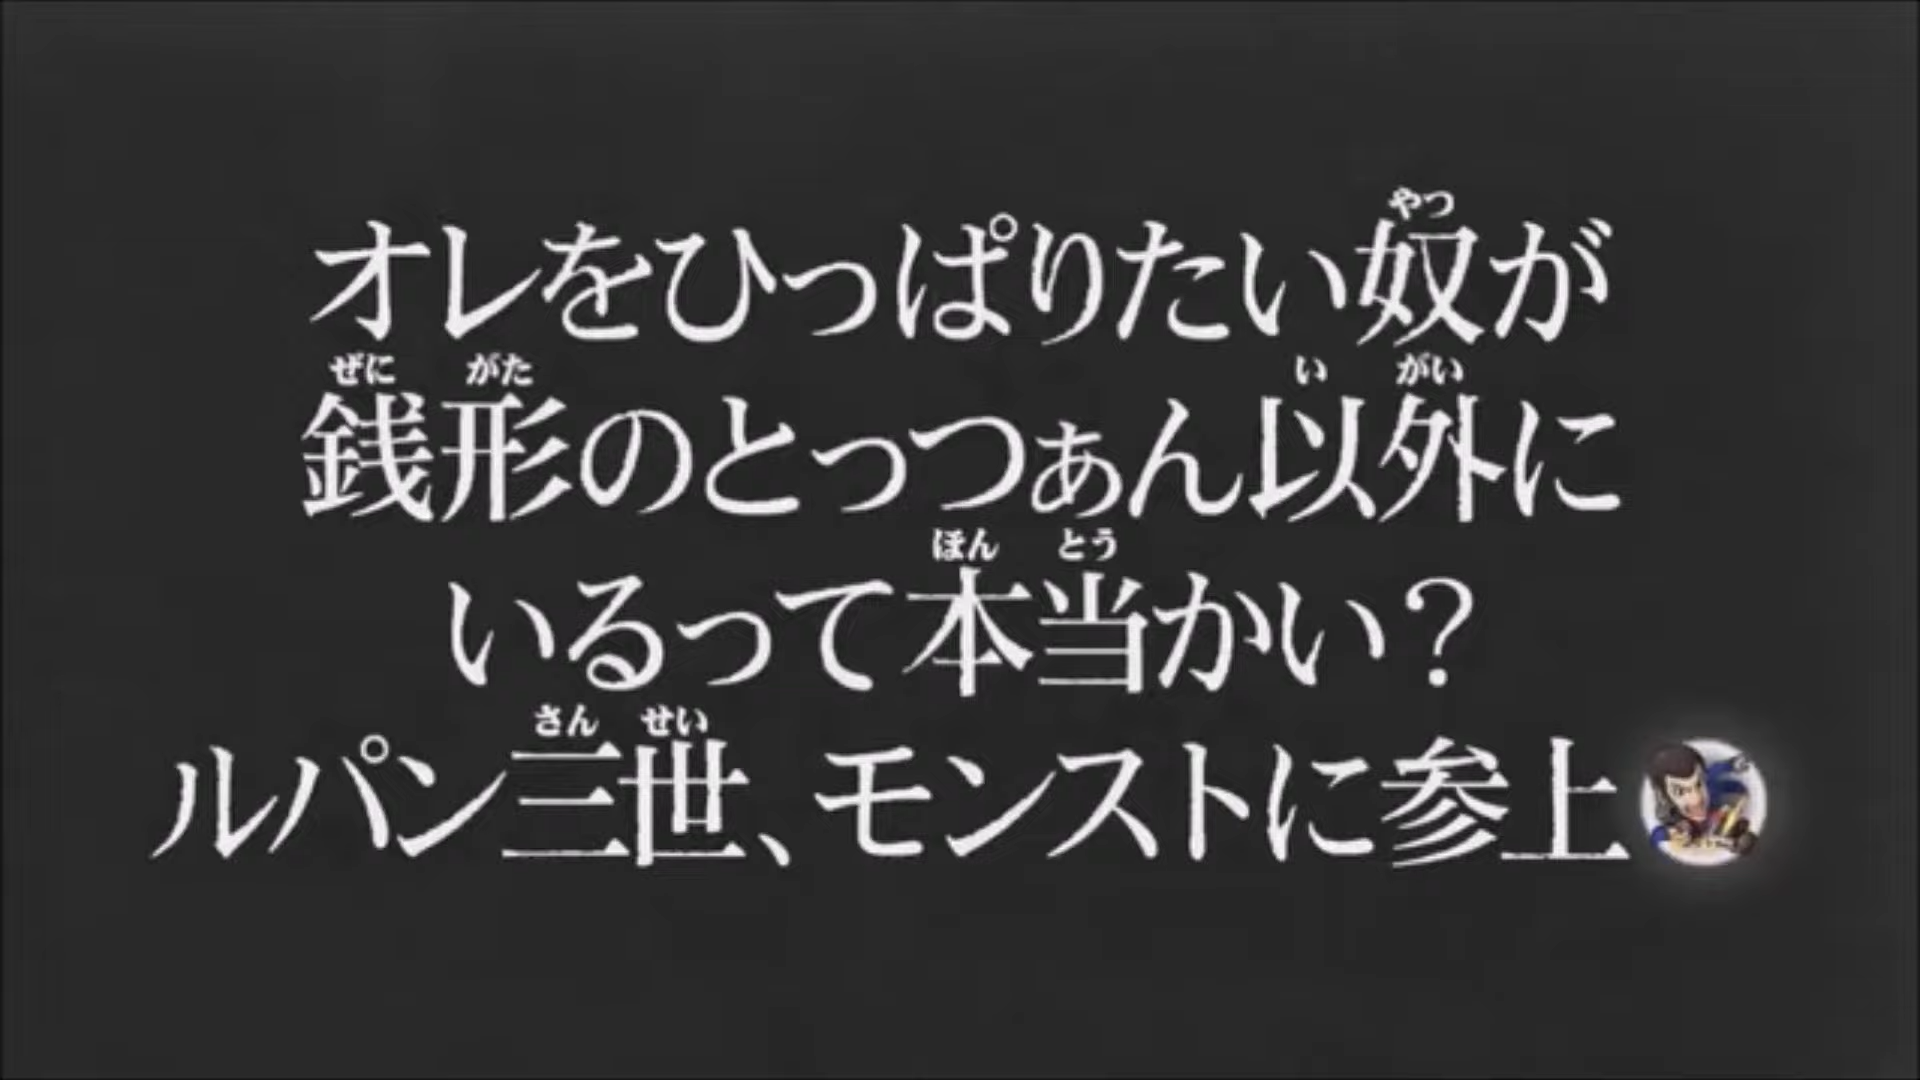 オレをひっぱりたい奴が
銭形のとっつぁん以外に
いるって本当かい？
ルパン三世、モンストに参上